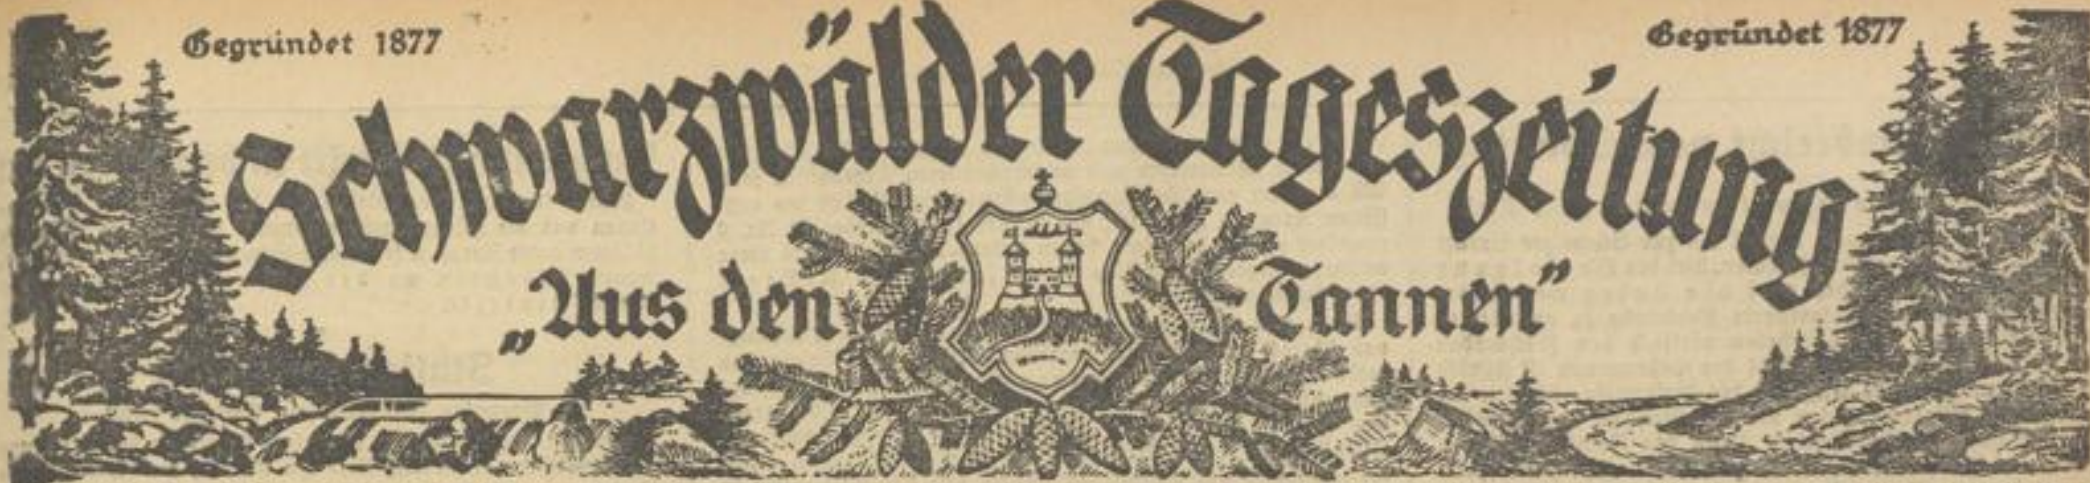 Gegründet 1877
Gegründet 1877
Schwarzwälder Tageszeitung
„Aus den Tannen"